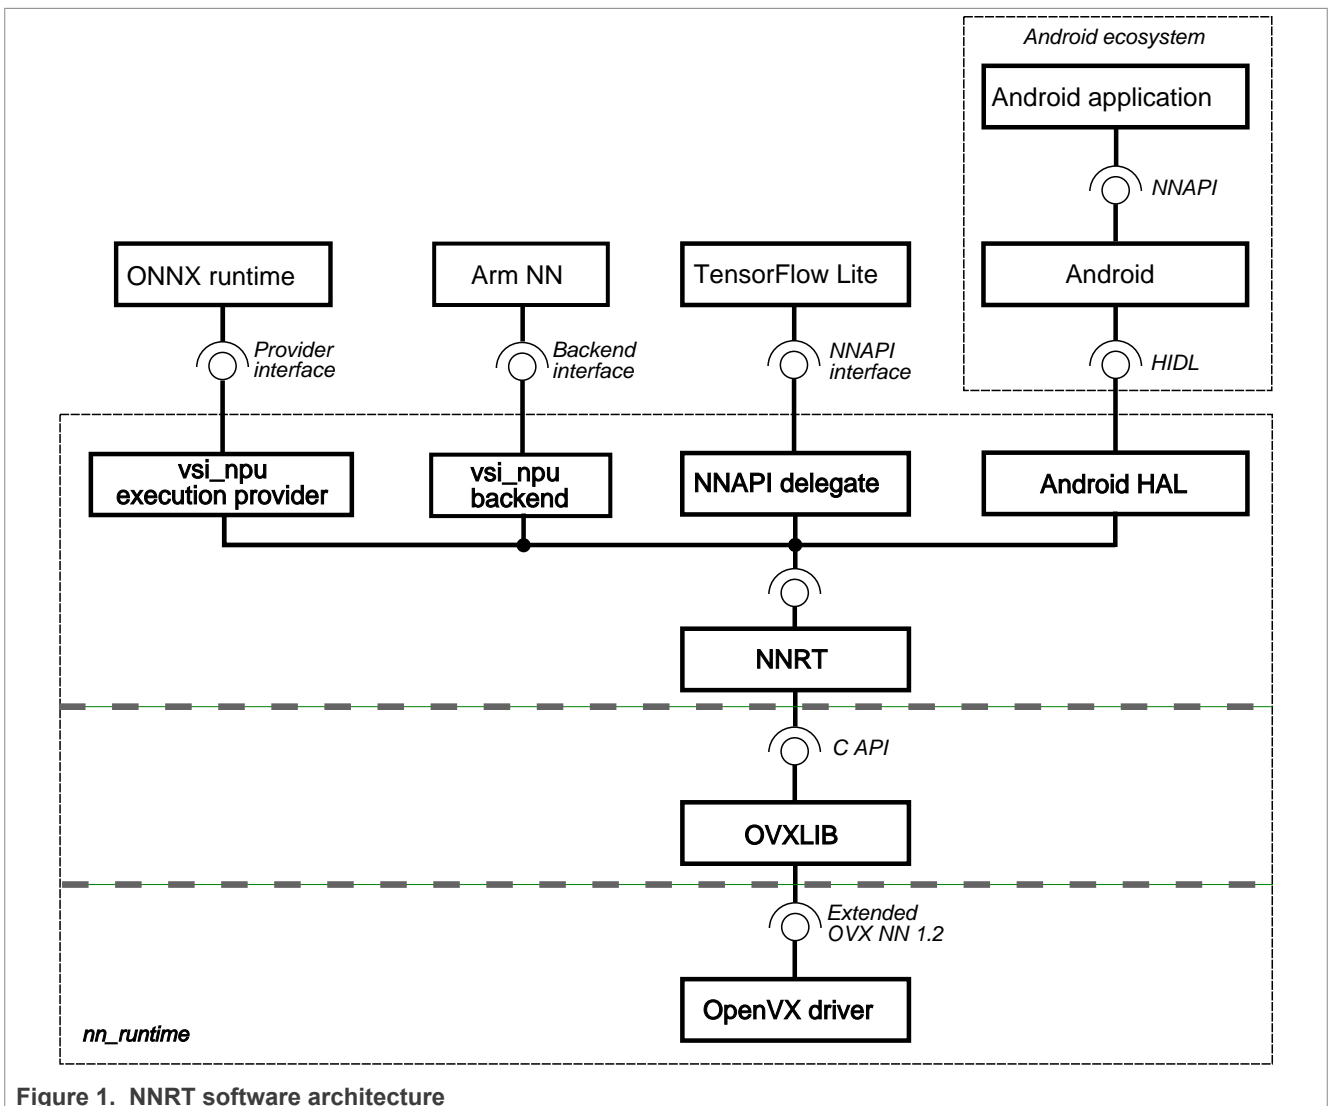 Android ecosystem
Android application
NNAPI
ONNX runtime
Arm NN
TensorFlow Lite
Android
Provider
interface
Backend
interface
NNAPI
interface
HIDL
vsi_npu
execution provider
vsi_npu
backend
NNAPI delegate
Android HAL
NNRT
C API
OVXLIB
Extended
OVX NN 1.2
OpenVX driver
nn_runtime
Figure 1. NNRT software architecture